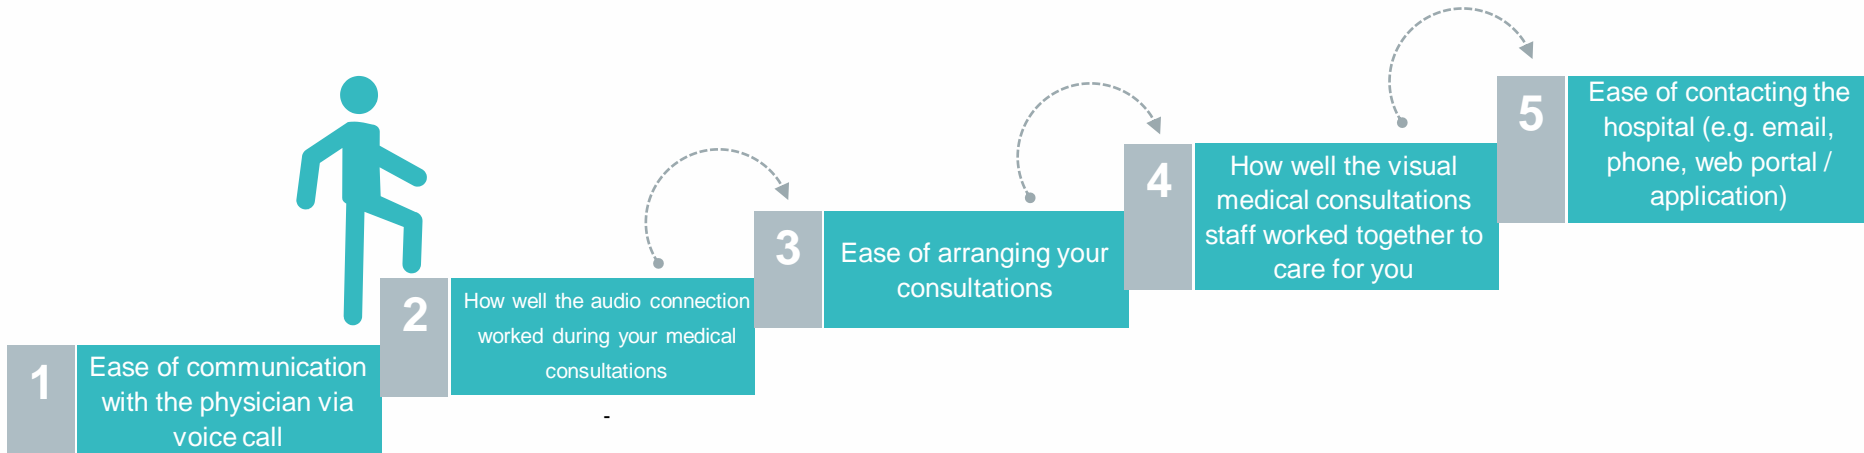 1
Ease of communication
with the physician via
voice call
2
How well the audio connection
worked during your medical
consultations
-
3
Ease of arranging your
consultations
4
How well the visual
medical consultations
staff worked together to
care for you
5
Ease of contacting the
hospital (e.g. email,
phone, web portal /
application)